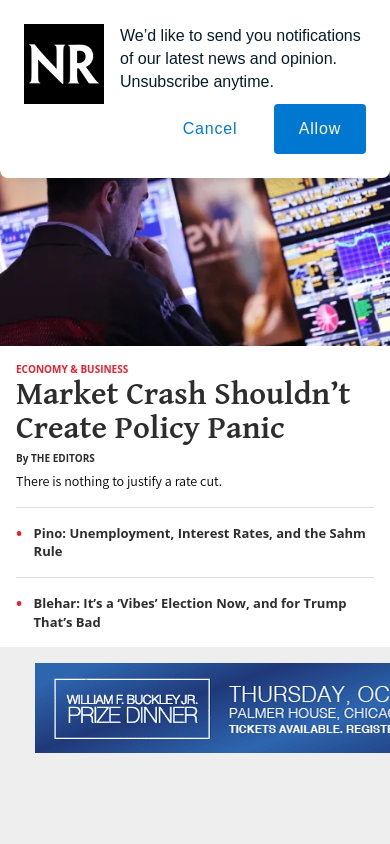 NR
We’d like to send you notifications
of our latest news and opinion.
Unsubscribe anytime.
Cancel
Allow
NYS
ECONOMY & BUSINESS
Market Crash Shouldn’t
Create Policy Panic
By THE EDITORS
There is nothing to justify a rate cut.
• Pino: Unemployment, Interest Rates, and the Sahm
Rule
• Blehar: It’s a ‘Vibes’ Election Now, and for Trump
That’s Bad
WILLIAM F. BUCKLEY JR.
PRIZE DINNER
THURSDAY, OC
PALMER HOUSE, CHICA
TICKETS AVAILABLE. REGISTE